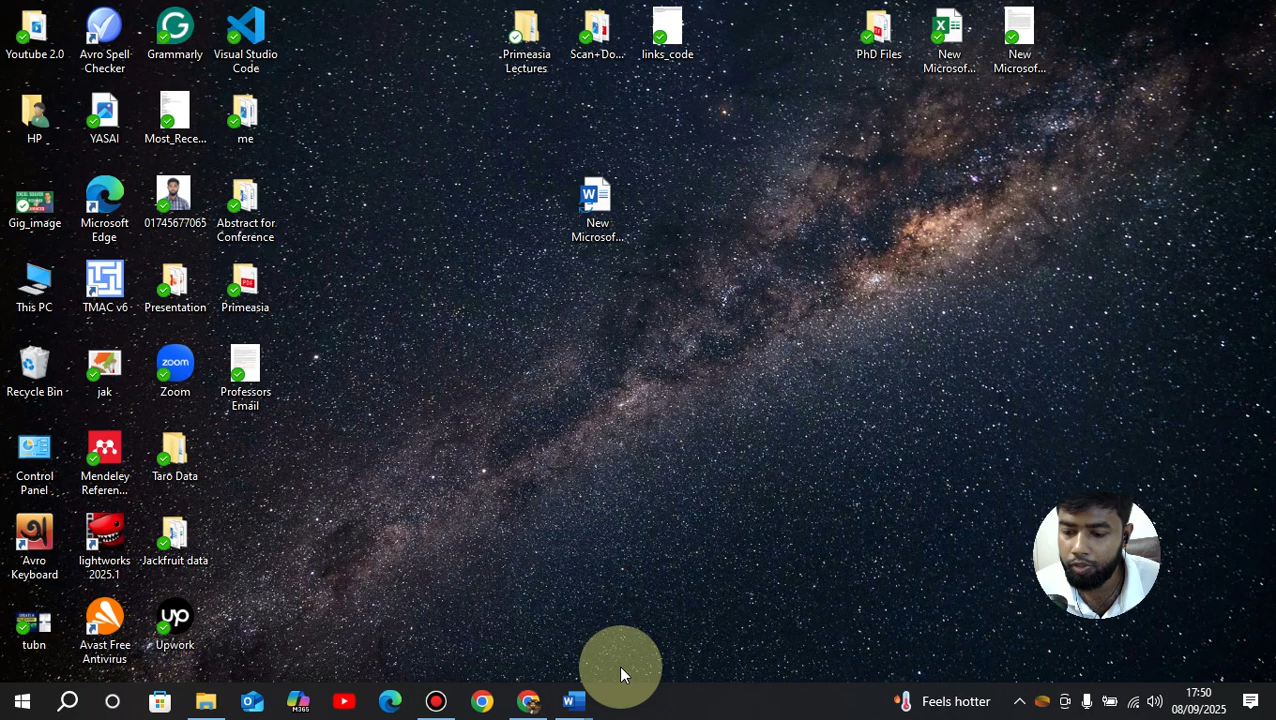 Youtube 2.0
Avro Spell
Checker
Grammarly
Visual Studio
Code
Primeasia
Lectures
Scan+Do...
links_code
PhD Files
New
Microsof...
New
Microsof...
HP
YASAI
Most_Rece...
me
Gig_image
Microsoft
Edge
01745677065
Abstract for
Conference
New
Microsof...
This PC
TMAC v6
Presentation
Primeasia
Recycle Bin
jak
zoom
Zoom
Professors
Email
Control
Panel
Mendeley
Referen...
Taro Data
অ
Avro
Keyboard
lightworks
2025.1
Jackfruit data
tubn
Avast Free
Antivirus
up
Upwork
M365
Feels hotter
17:50
08/09/2025